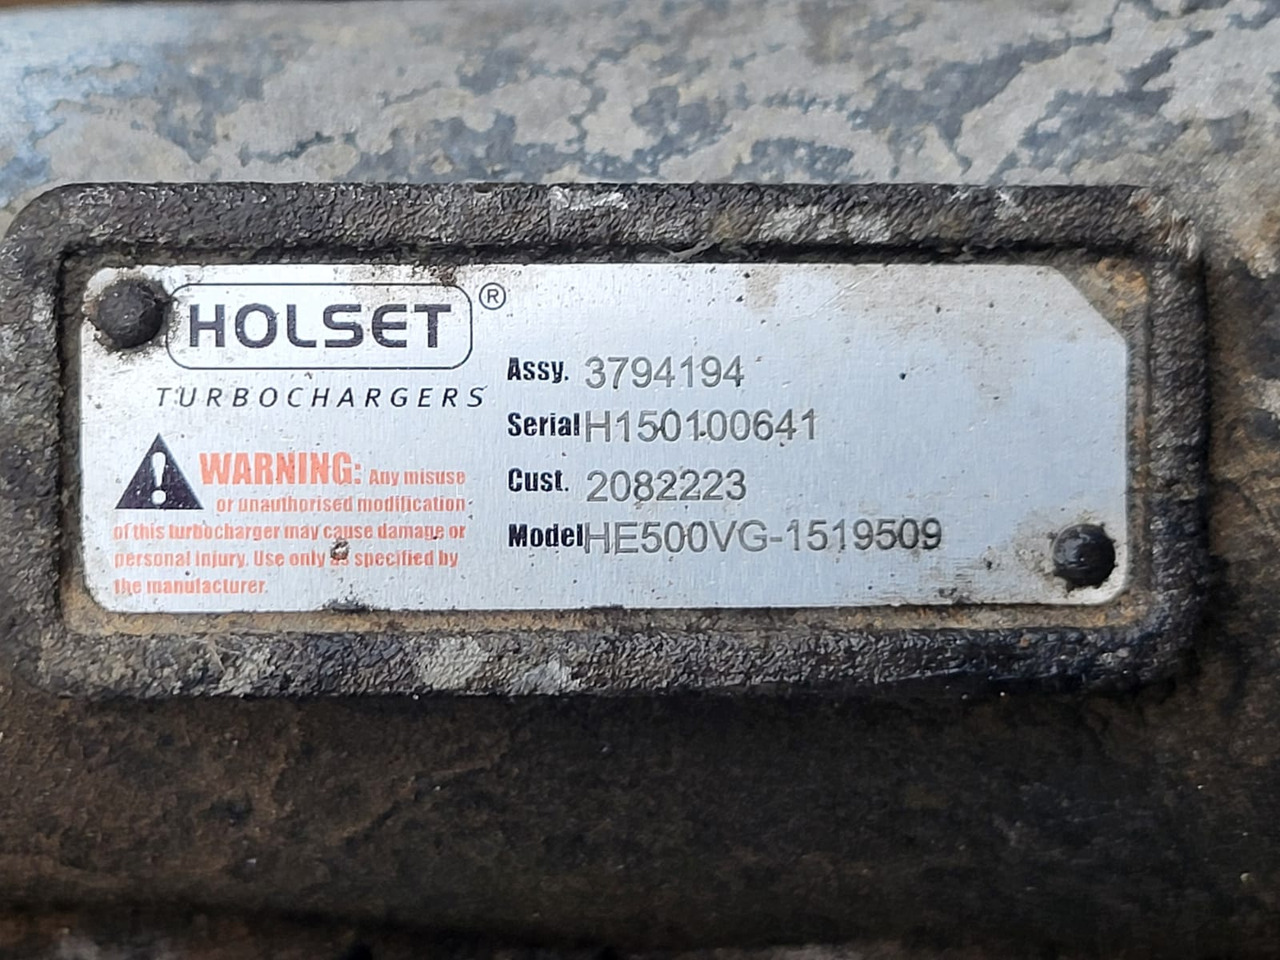 HOLSET®
TURBOCHARGERS
WARNING: Any misuse
or unauthorised modification
of this turbocharger may cause damage or
personal injury. Use only as specified by
the manufacturer.
Assy. 3794194
Serial H150100641
Cust. 2082223
Model HE500VG-1519509